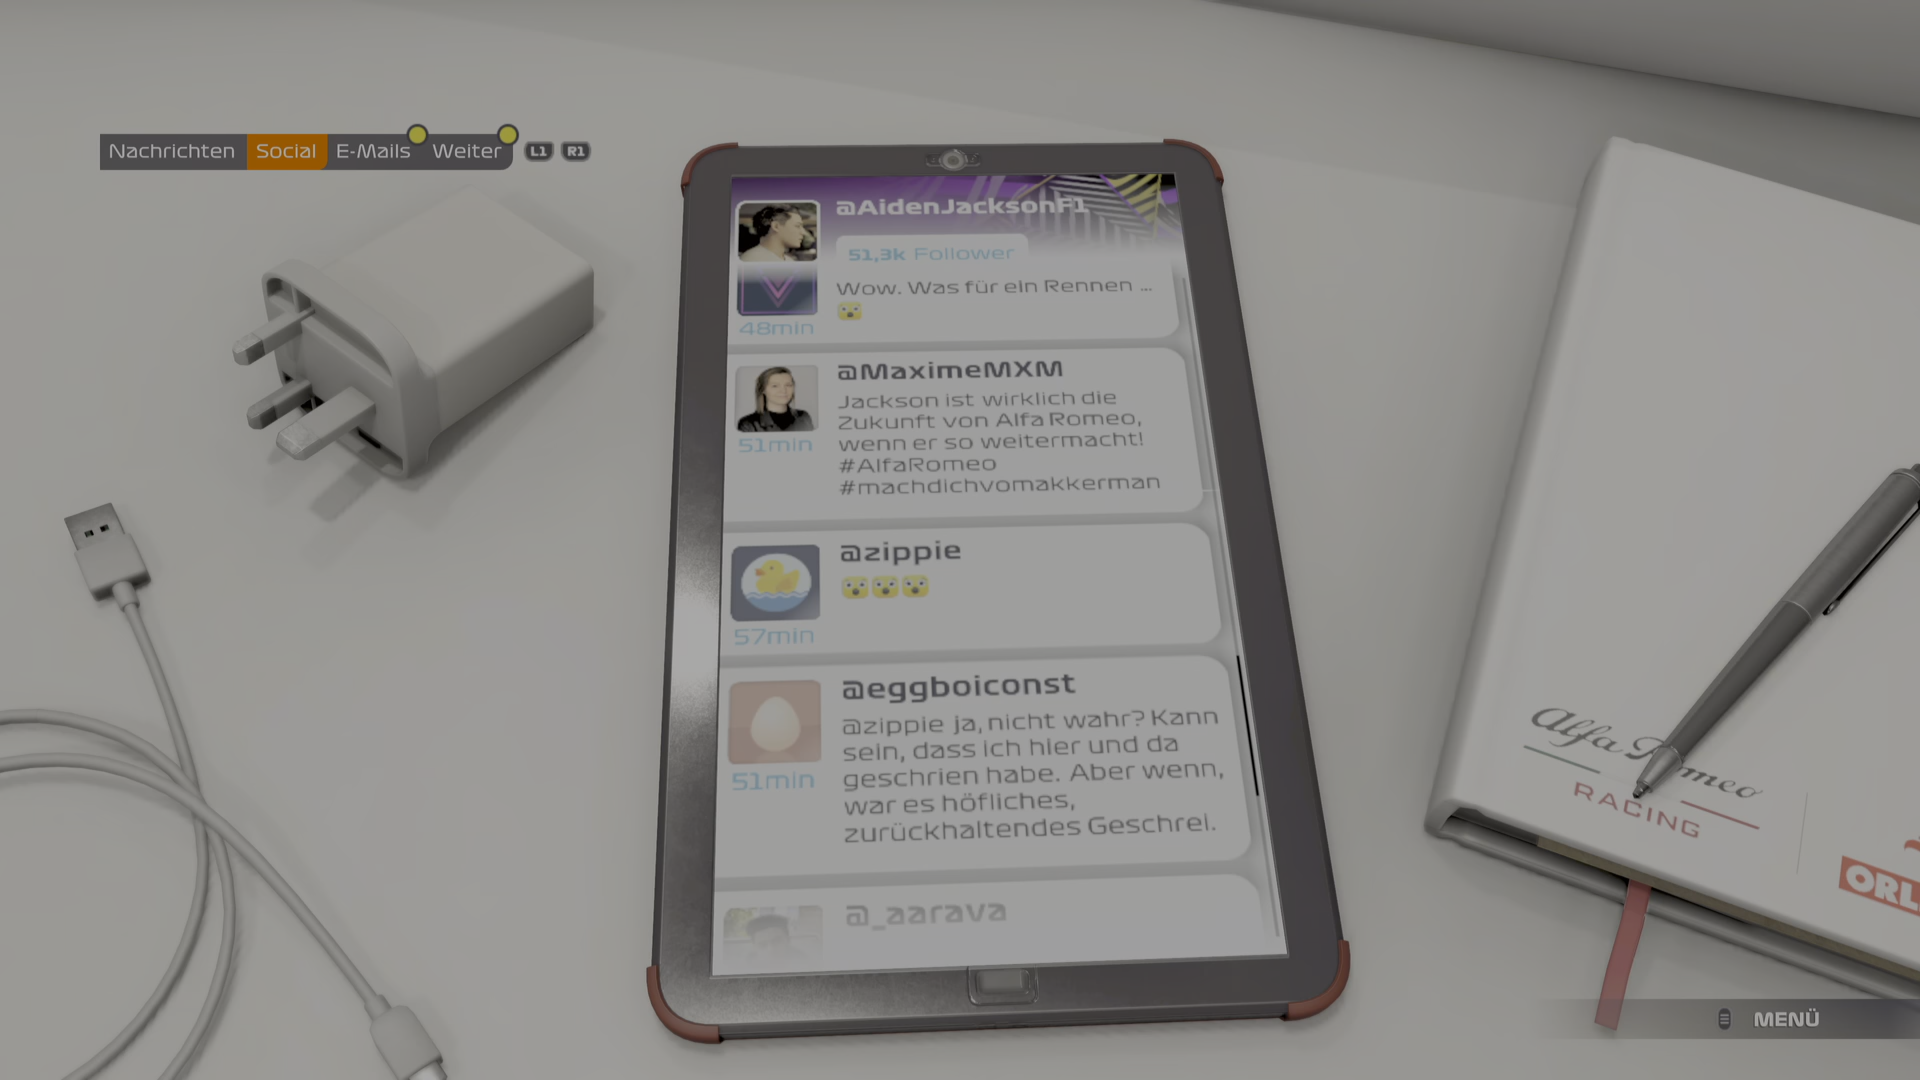 Nachrichten Social E-Mails Weiter L1 R1
@AidenJacksonF1
51,3k Follower
Wow. Was für ein Rennen ...
48min
@MaximeMXM
Jackson ist wirklich die
Zukunft von Alfa Romeo,
wenn er so weitermacht!
#AlfaRomeo
#machdichvomakkerman
51min
@zippie
57min
@eggboiconst
@zippie ja, nicht wahr? Kann
sein, dass ich hier und da
geschrien habe. Aber wenn,
war es höfliches,
zurückhaltendes Geschrei.
51min
@_aarava
Alfa Romeo
RACING
ORL
MENÜ